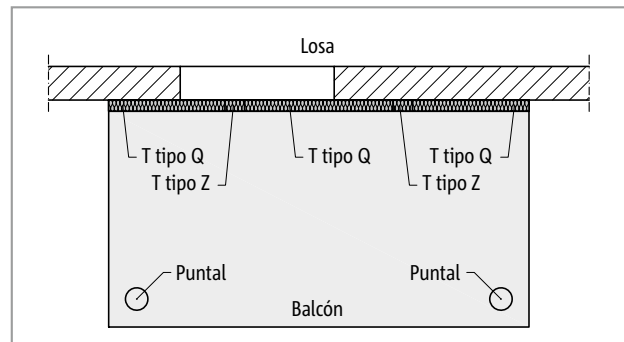 Losa
T tipo Q
T tipo Q
T tipo Q
T tipo Z
T tipo Z
Puntal
Puntal
Balcón